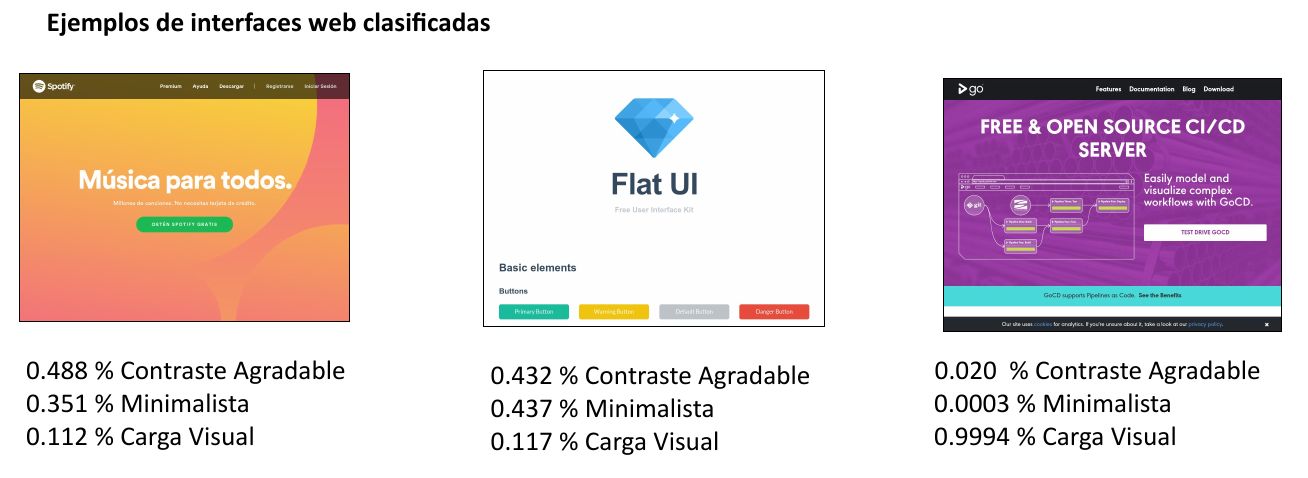 Ejemplos de interfaces web clasificadas
Spotify
Premium Ayuda Descargar | Registrarse Iniciar Sesión
Música para todos.
Millones de canciones. No necesitas tarjeta de crédito.
OBTÉN SPOTIFY GRATIS
0.488 % Contraste Agradable
0.351 % Minimalista
0.112 % Carga Visual
Flat UI
Free User Interface Kit
Basic elements
Buttons
Primary Button Warning Button Default Button Danger Button
0.432 % Contraste Agradable
0.437 % Minimalista
0.117 % Carga Visual
go
Features Documentation Blog Download
FREE & OPEN SOURCE CI/CD
SERVER
git
Easily model and
visualize complex
workflows with GoCD.
TEST DRIVE GOCD
GoCD supports Pipelines as Code. See the Benefits
Our site uses cookies for analytics. If you're unsure about it, take a look at our privacy policy. ×
0.020 % Contraste Agradable
0.0003 % Minimalista
0.9994 % Carga Visual